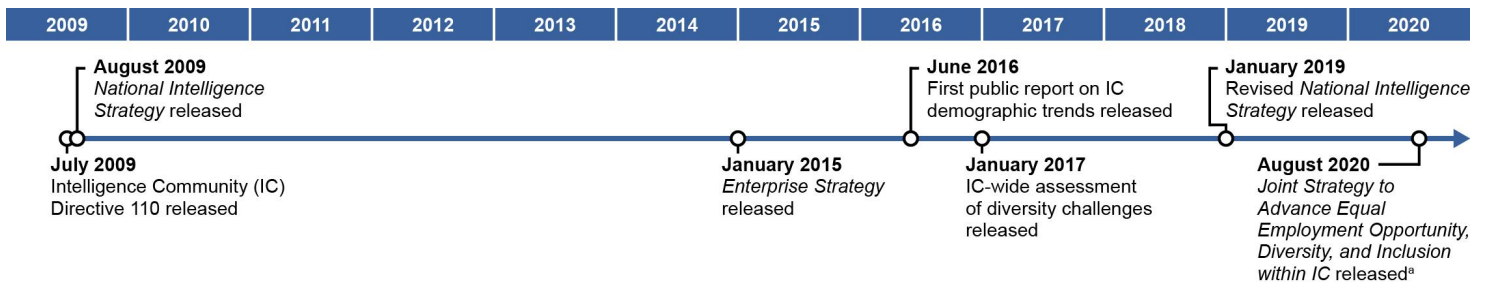 2009 2010 2011 2012 2013 2014 2015 2016 2017 2018 2019 2020
August 2009
National Intelligence
Strategy released
June 2016
First public report on IC
demographic trends released
January 2019
Revised National Intelligence
Strategy released
July 2009
Intelligence Community (IC)
Directive 110 released
January 2015
Enterprise Strategy
released
January 2017
IC-wide assessment
of diversity challenges
released
August 2020
Joint Strategy to
Advance Equal
Employment Opportunity,
Diversity, and Inclusion
within IC releasedª